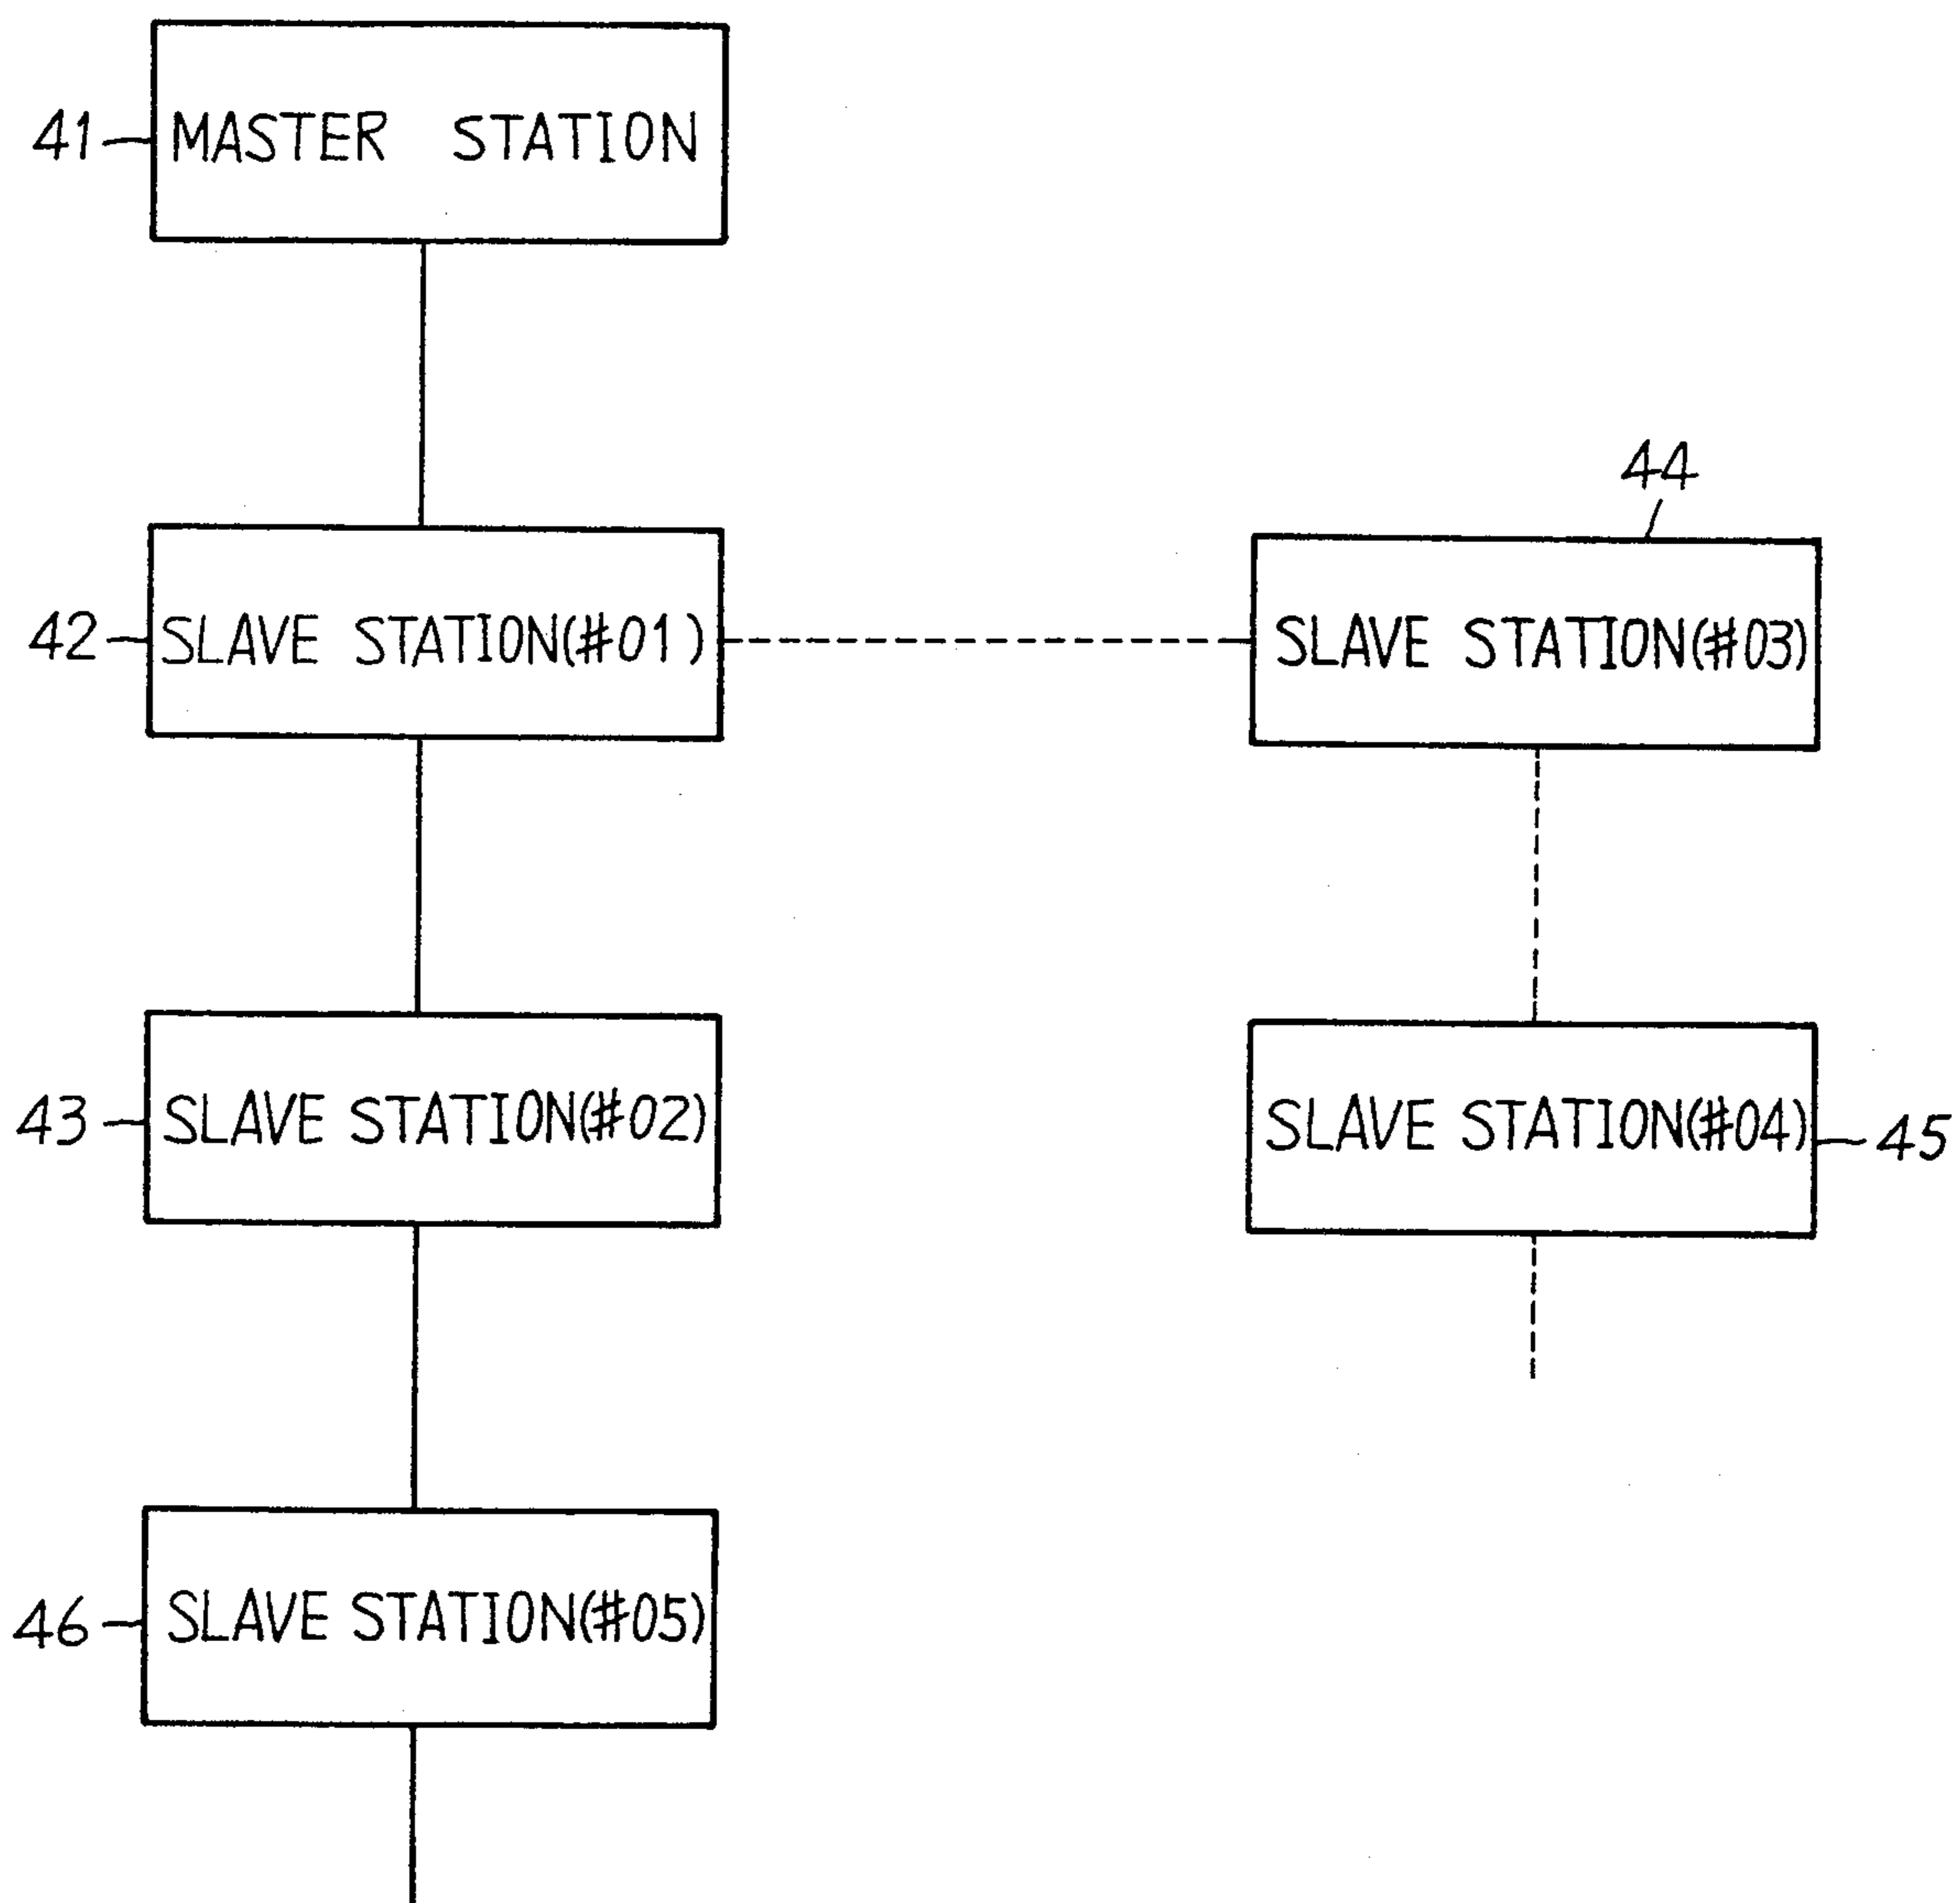 41 MASTER STATION
44
42 SLAVE STATION(#01)
SLAVE STATION(#03)
43 SLAVE STATION(#02)
SLAVE STATION(#04) 45
46 SLAVE STATION(#05)